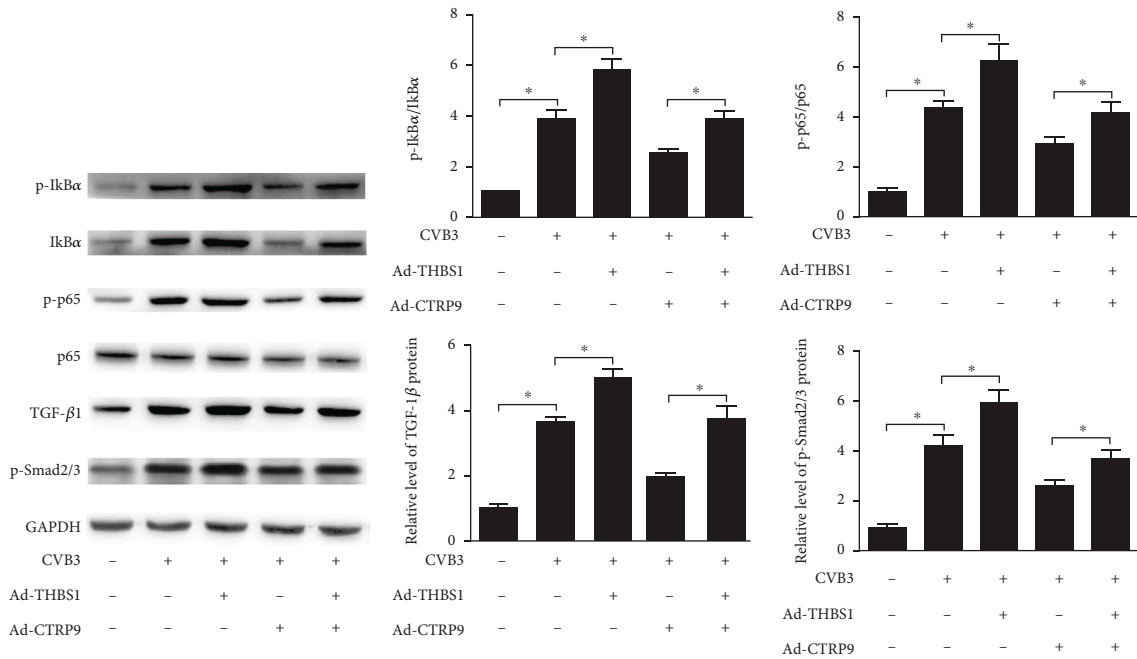 p-IkBα
IkBα
p-p65
p65
TGF-β1
p-Smad2/3
GAPDH
CVB3 – + + + +
Ad-THBS1 – – + – +
Ad-CTRP9 – – – + +
p-IkBα/IkBα
8
6
4
2
0
* * *
CVB3 – + + + +
Ad-THBS1 – – + – +
Ad-CTRP9 – – – + +
p-p65/p65
8
6
4
2
0
* * *
CVB3 – + + + +
Ad-THBS1 – – + – +
Ad-CTRP9 – – – + +
Relative level of TGF-1β protein
6
4
2
0
* * *
CVB3 – + + + +
Ad-THBS1 – – + – +
Ad-CTRP9 – – – + +
Relative level of p-Smad2/3 protein
8
6
4
2
0
* * *
CVB3 – + + + +
Ad-THBS1 – – + – +
Ad-CTRP9 – – – + +